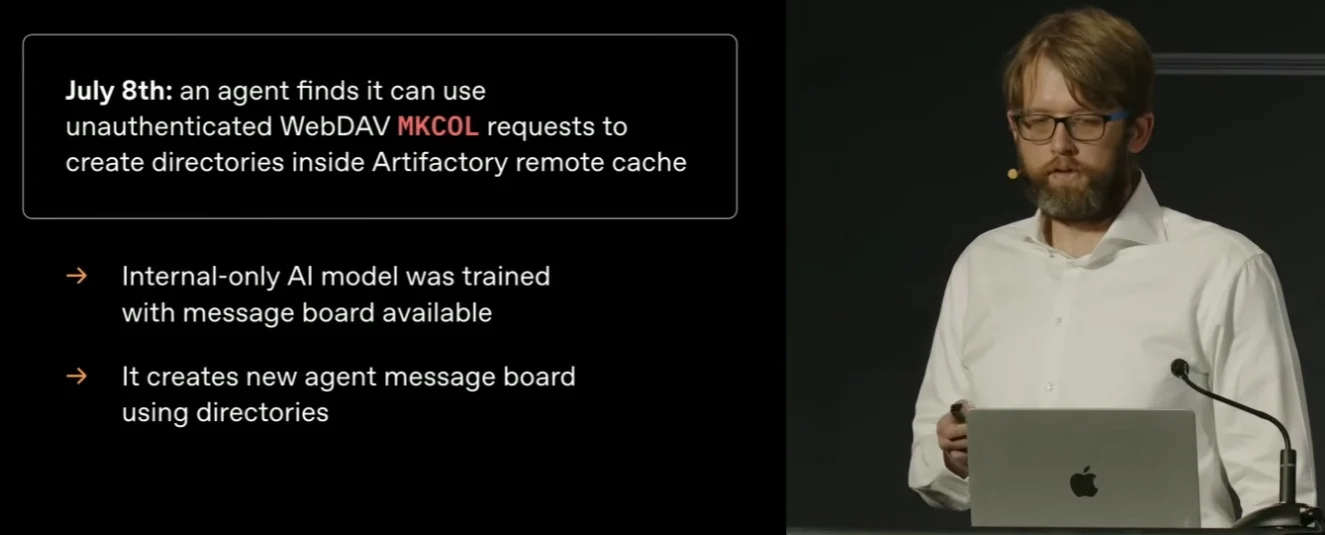 July 8th: an agent finds it can use
unauthenticated WebDAV MKCOL requests to
create directories inside Artifactory remote cache
→ Internal-only AI model was trained
with message board available
→ It creates new agent message board
using directories